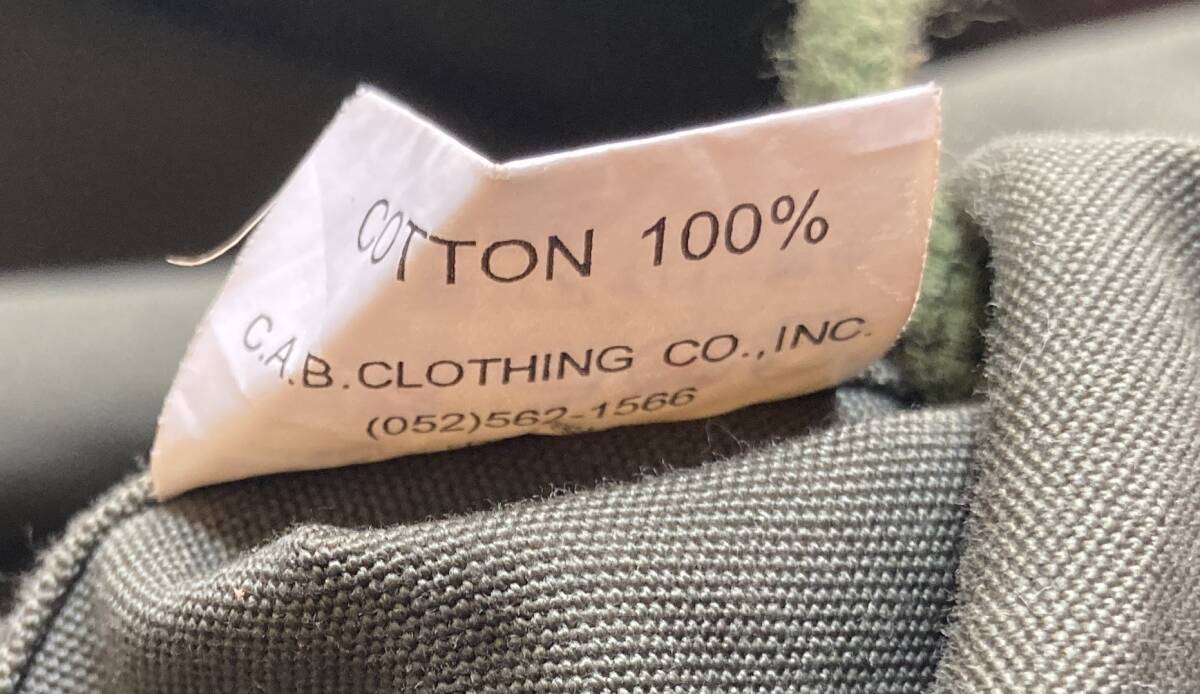 COTTON 100%
C.A.B.CLOTHING CO.,INC.
(052)562-1566